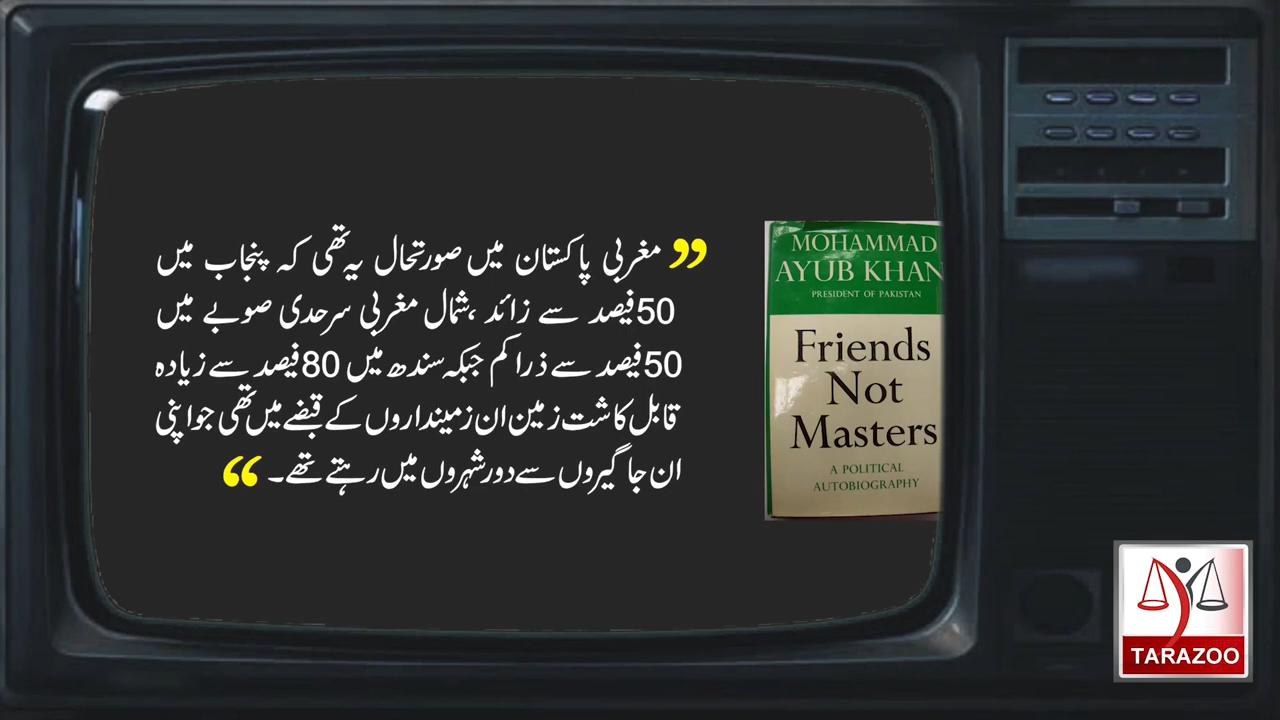 ”مغربی پاکستان میں صورتحال یہ تھی کہ پنجاب میں
50فیصد سے زائد ،شمال مغربی سرحدی صوبے میں
50فیصد سے ذرا کم جبکہ سندھ میں 80فیصد سے زیادہ
قابل کاشت زمین ان زمینداروں کے قبضے میں تھی جو اپنی
ان جاگیروں سے دور شہروں میں رہتے تھے۔“
MOHAMMAD
AYUB KHAN
PRESIDENT OF PAKISTAN
Friends
Not
Masters
A POLITICAL
AUTOBIOGRAPHY
TARAZOO